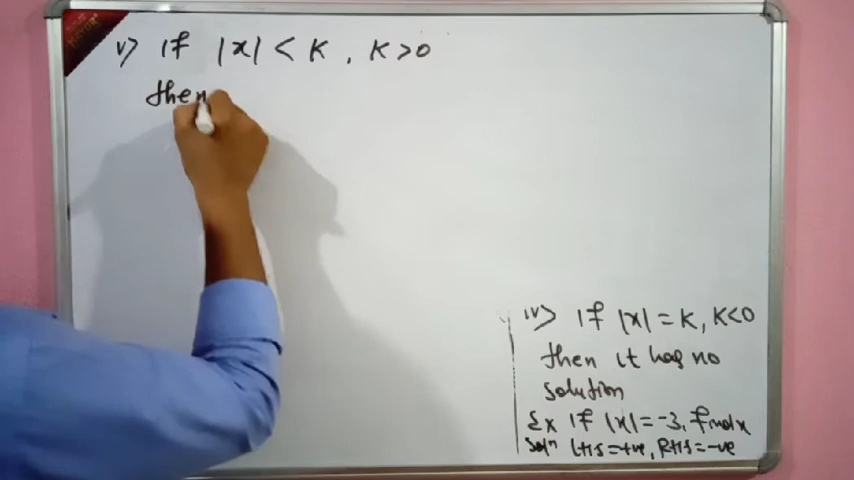 v) If |x| < K, K>0
then
iv) If |x| = K, K<0
then it has no
solution
Ex If |x| = -3, find x
Solⁿ LHS = +ve, RHS = -ve